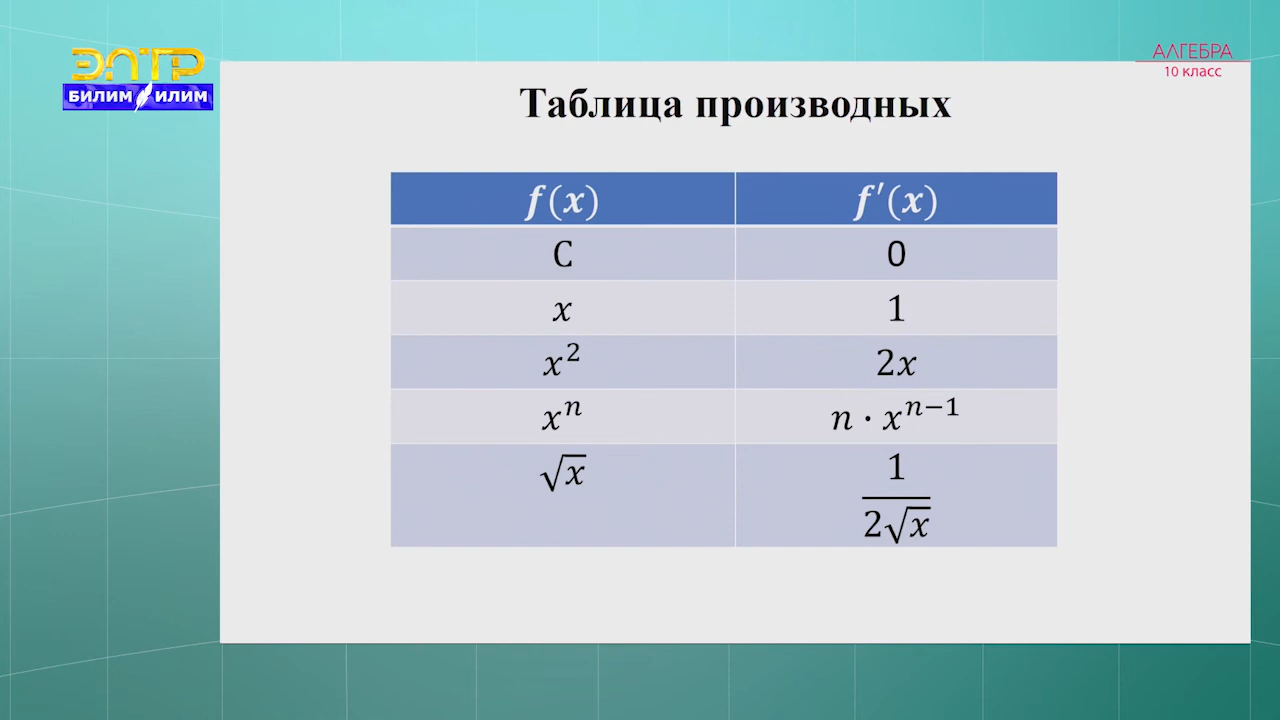 ЭЛТР
БИЛИМ ИЛИМ
АЛГЕБРА
10 класс
Таблица производных
f(x) f′(x)
C 0
x 1
x² 2x
xⁿ n · xⁿ⁻¹
√x 1/(2√x)